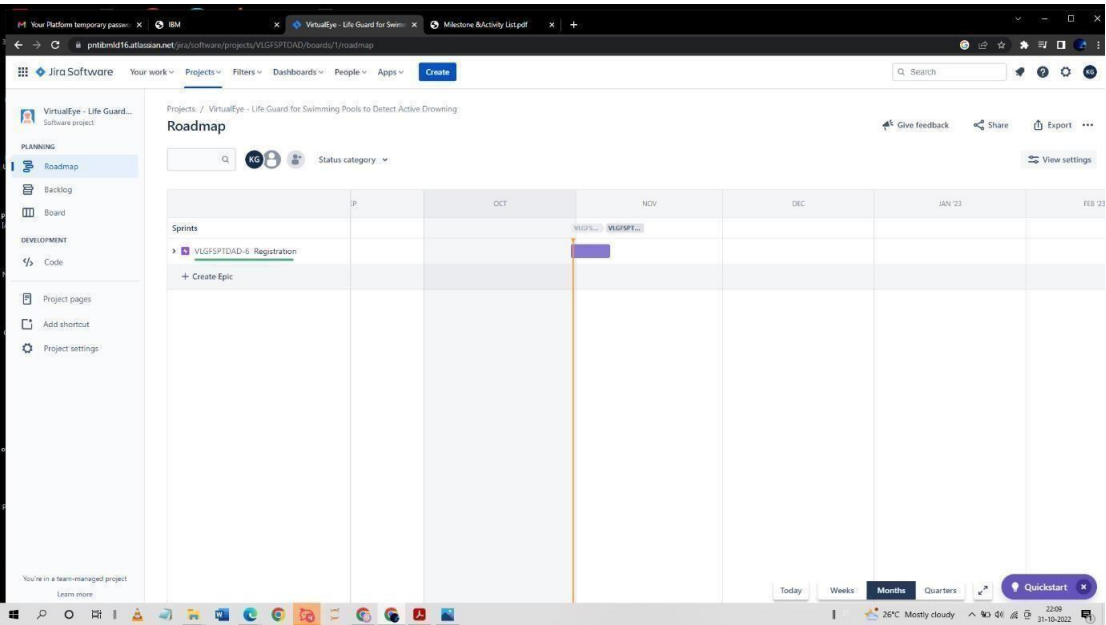 Your Platform temporary passwo
IBM
VirtualEye - Life Guard for Swimm
Milestone &Activity List.pdf
pntibmld16.atlassian.net/jira/software/projects/VLGFSPTDAD/boards/1/roadmap
Jira Software Your work Projects Filters Dashboards People Apps Create Search KG
VirtualEye - Life Guard...
Software project
PLANNING
Roadmap
Backlog
Board
DEVELOPMENT
Code
Project pages
Add shortcut
Project settings
You're in a team-managed project
Learn more
Projects / VirtualEye - Life Guard for Swimming Pools to Detect Active Drowning
Roadmap
Give feedback Share Export
KG Status category View settings
OCT NOV DEC JAN '23 FEB '23
Sprints VLGFS... VLGFSPT...
VLGFSPTDAD-6 Registration
+ Create Epic
Today Weeks Months Quarters Quickstart
26°C Mostly cloudy
22:09
31-10-2022